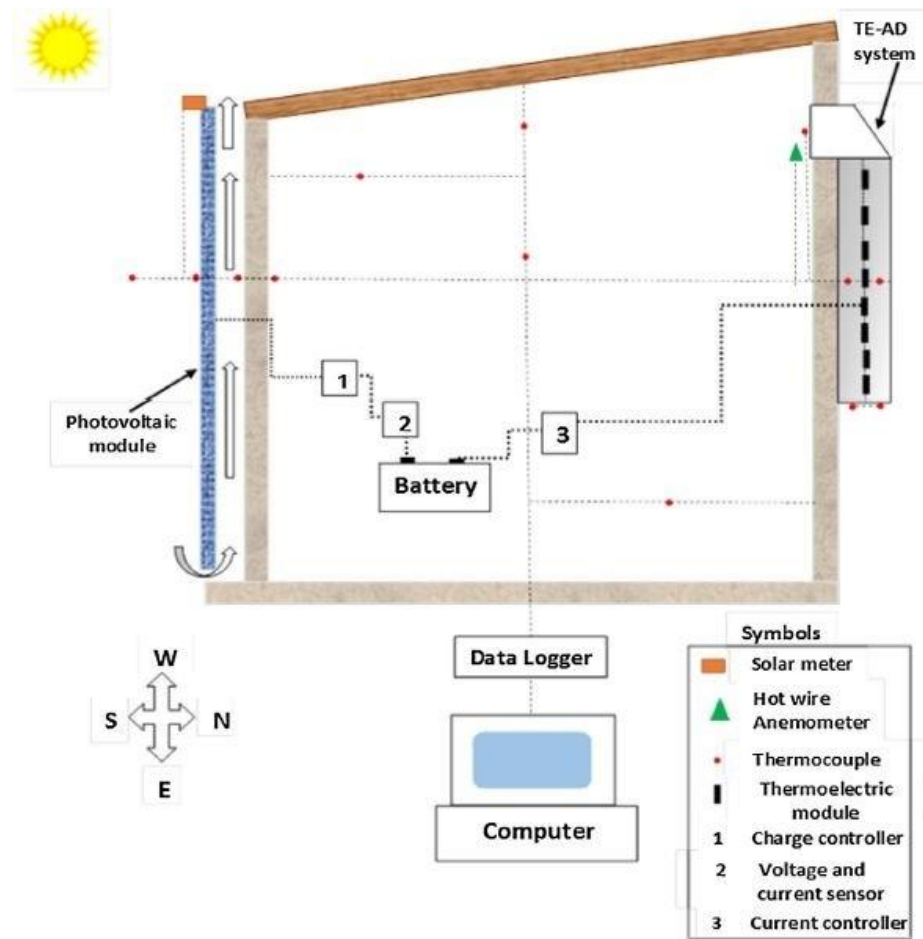 TE-AD
system
Photovoltaic
module
1
2
3
Battery
Data Logger
Computer
W
S
N
E
Symbols
Solar meter
Hot wire
Anemometer
Thermocouple
Thermoelectric
module
1 Charge controller
2 Voltage and
current sensor
3 Current controller